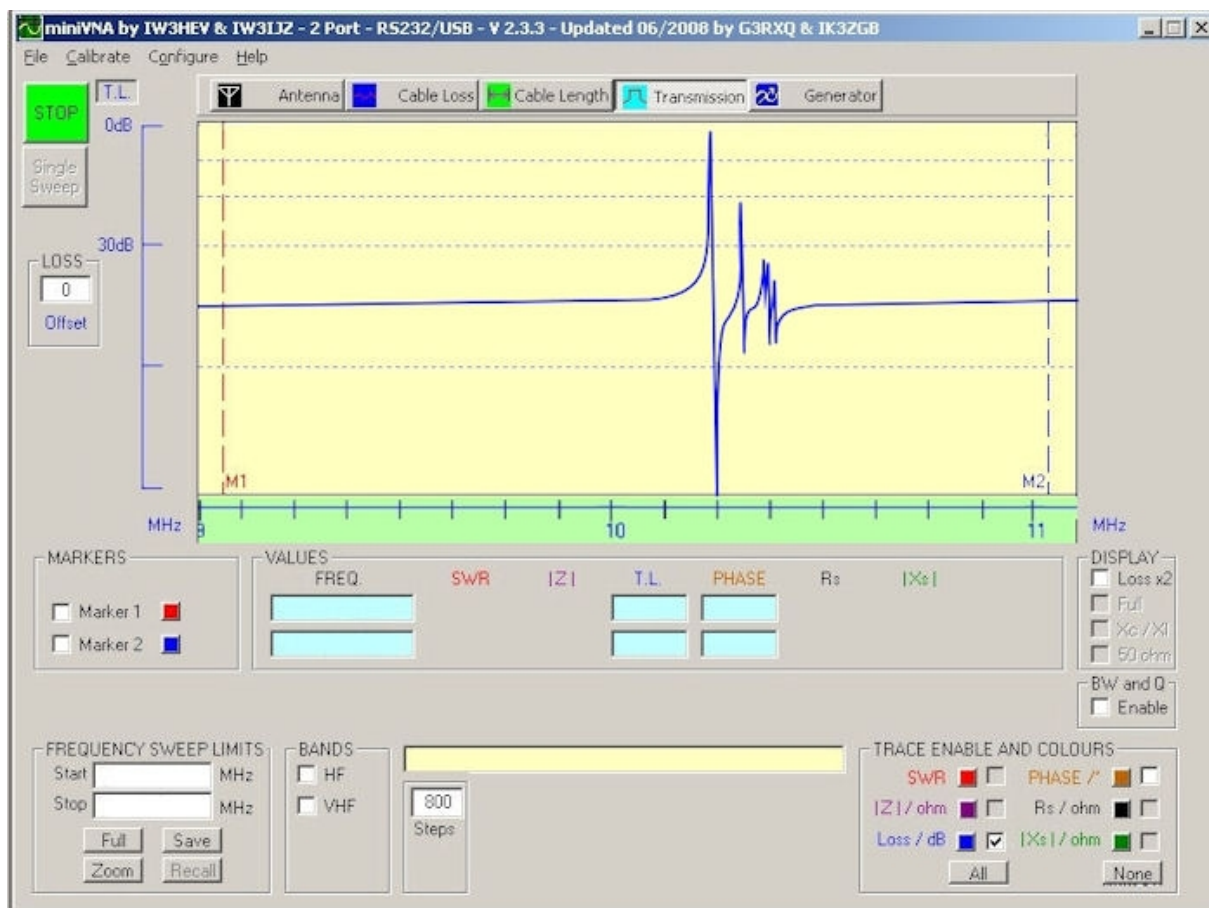 miniVNA by IW3HEV & IW3IJZ - 2 Port - RS232/USB - V 2.3.3 - Updated 06/2008 by G3RXQ & IK3ZGB
File Calibrate Configure Help
STOP
T.L.
Antenna Cable Loss Cable Length Transmission Generator
0dB
Single
Sweep
30dB
LOSS
0
Offset
M1
M2
MHz 9 10 11 MHz
MARKERS
Marker 1
Marker 2
VALUES
FREQ. SWR |Z| T.L. PHASE Rs |Xs|
DISPLAY
Loss x2
Full
Xc / Xl
50 ohm
BW and Q
Enable
FREQUENCY SWEEP LIMITS
Start MHz
Stop MHz
Full Save
Zoom Recall
BANDS
HF
VHF
800
Steps
TRACE ENABLE AND COLOURS
SWR PHASE /°
|Z| / ohm Rs / ohm
Loss / dB |Xs| / ohm
All None